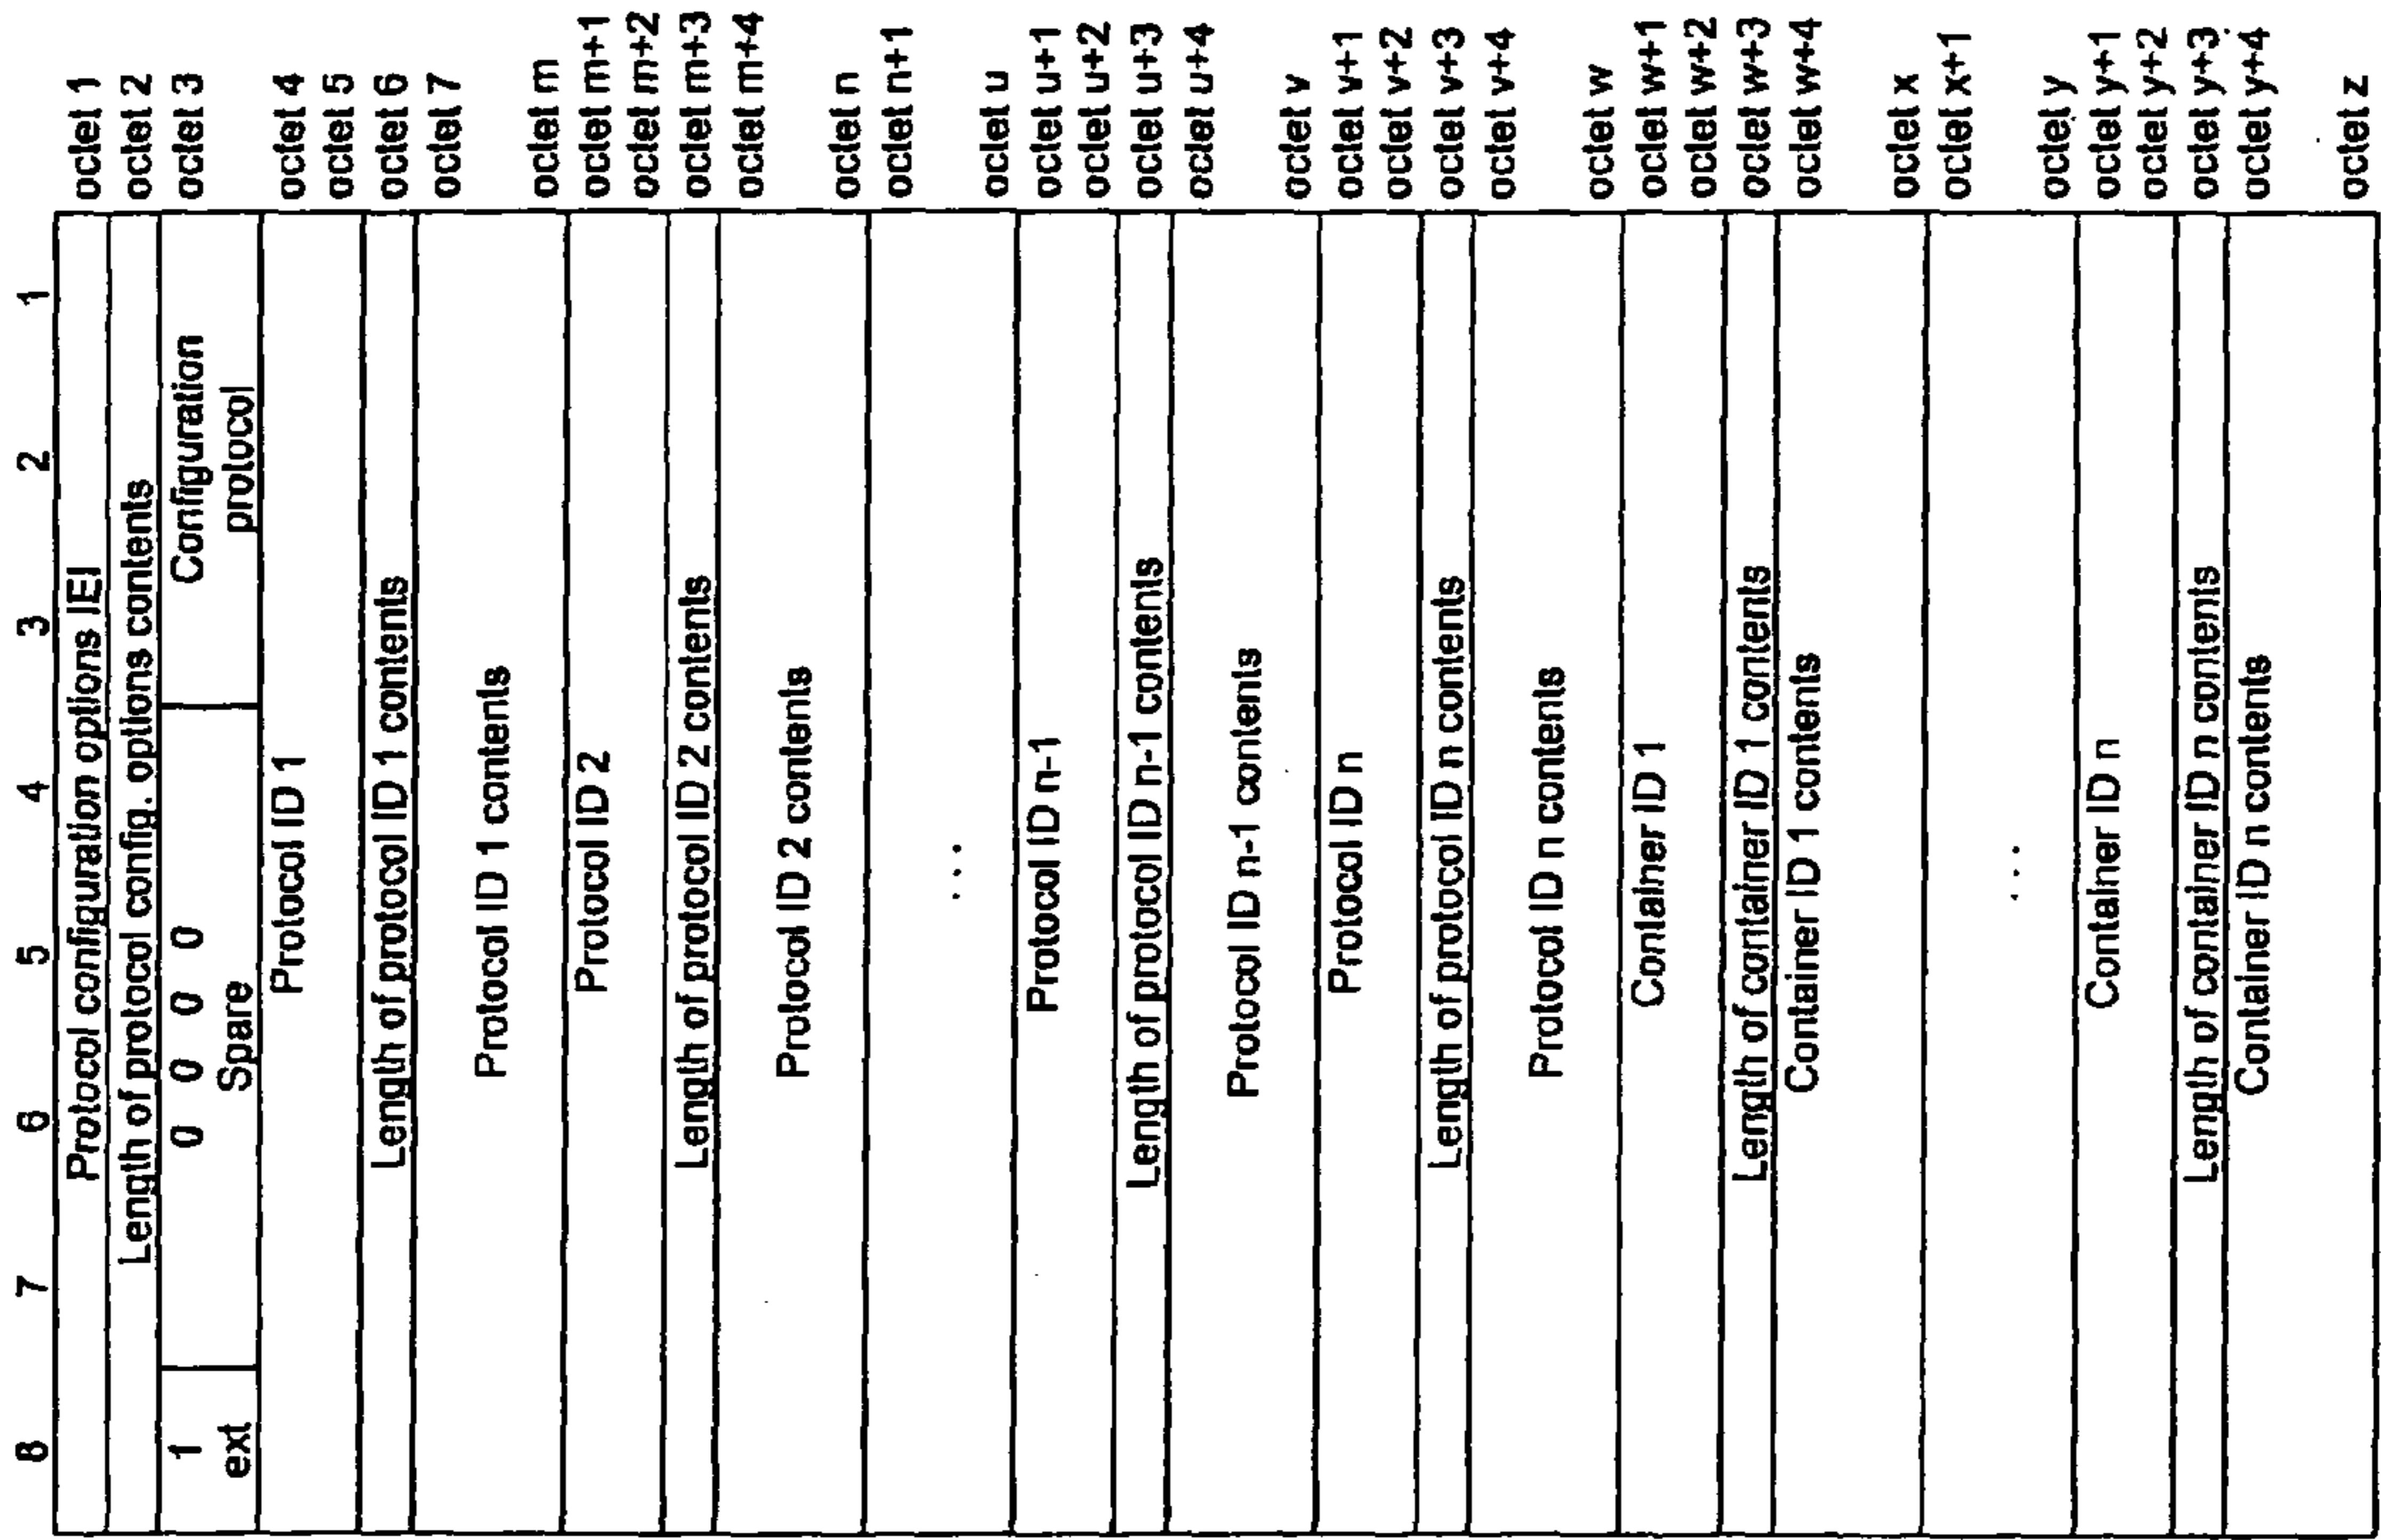 8 7 6 5 4 3 2 1
Protocol configuration options IEI octet 1
Length of protocol config. options contents octet 2
1 0 0 0 0 Configuration octet 3
ext Spare protocol
Protocol ID 1 octet 4
octet 5
Length of protocol ID 1 contents octet 6
octet 7
Protocol ID 1 contents
octet m
Protocol ID 2 octet m+1
octet m+2
Length of protocol ID 2 contents octet m+3
octet m+4
Protocol ID 2 contents
octet n
octet n+1
...
octet u
Protocol ID n-1 octet u+1
octet u+2
Length of protocol ID n-1 contents octet u+3
octet u+4
Protocol ID n-1 contents
octet v
Protocol ID n octet v+1
octet v+2
Length of protocol ID n contents octet v+3
octet v+4
Protocol ID n contents
octet w
Container ID 1 octet w+1
octet w+2
Length of container ID 1 contents octet w+3
Container ID 1 contents octet w+4
octet x
octet x+1
...
octet y
Container ID n octet y+1
octet y+2
Length of container ID n contents octet y+3
Container ID n contents octet y+4
octet z